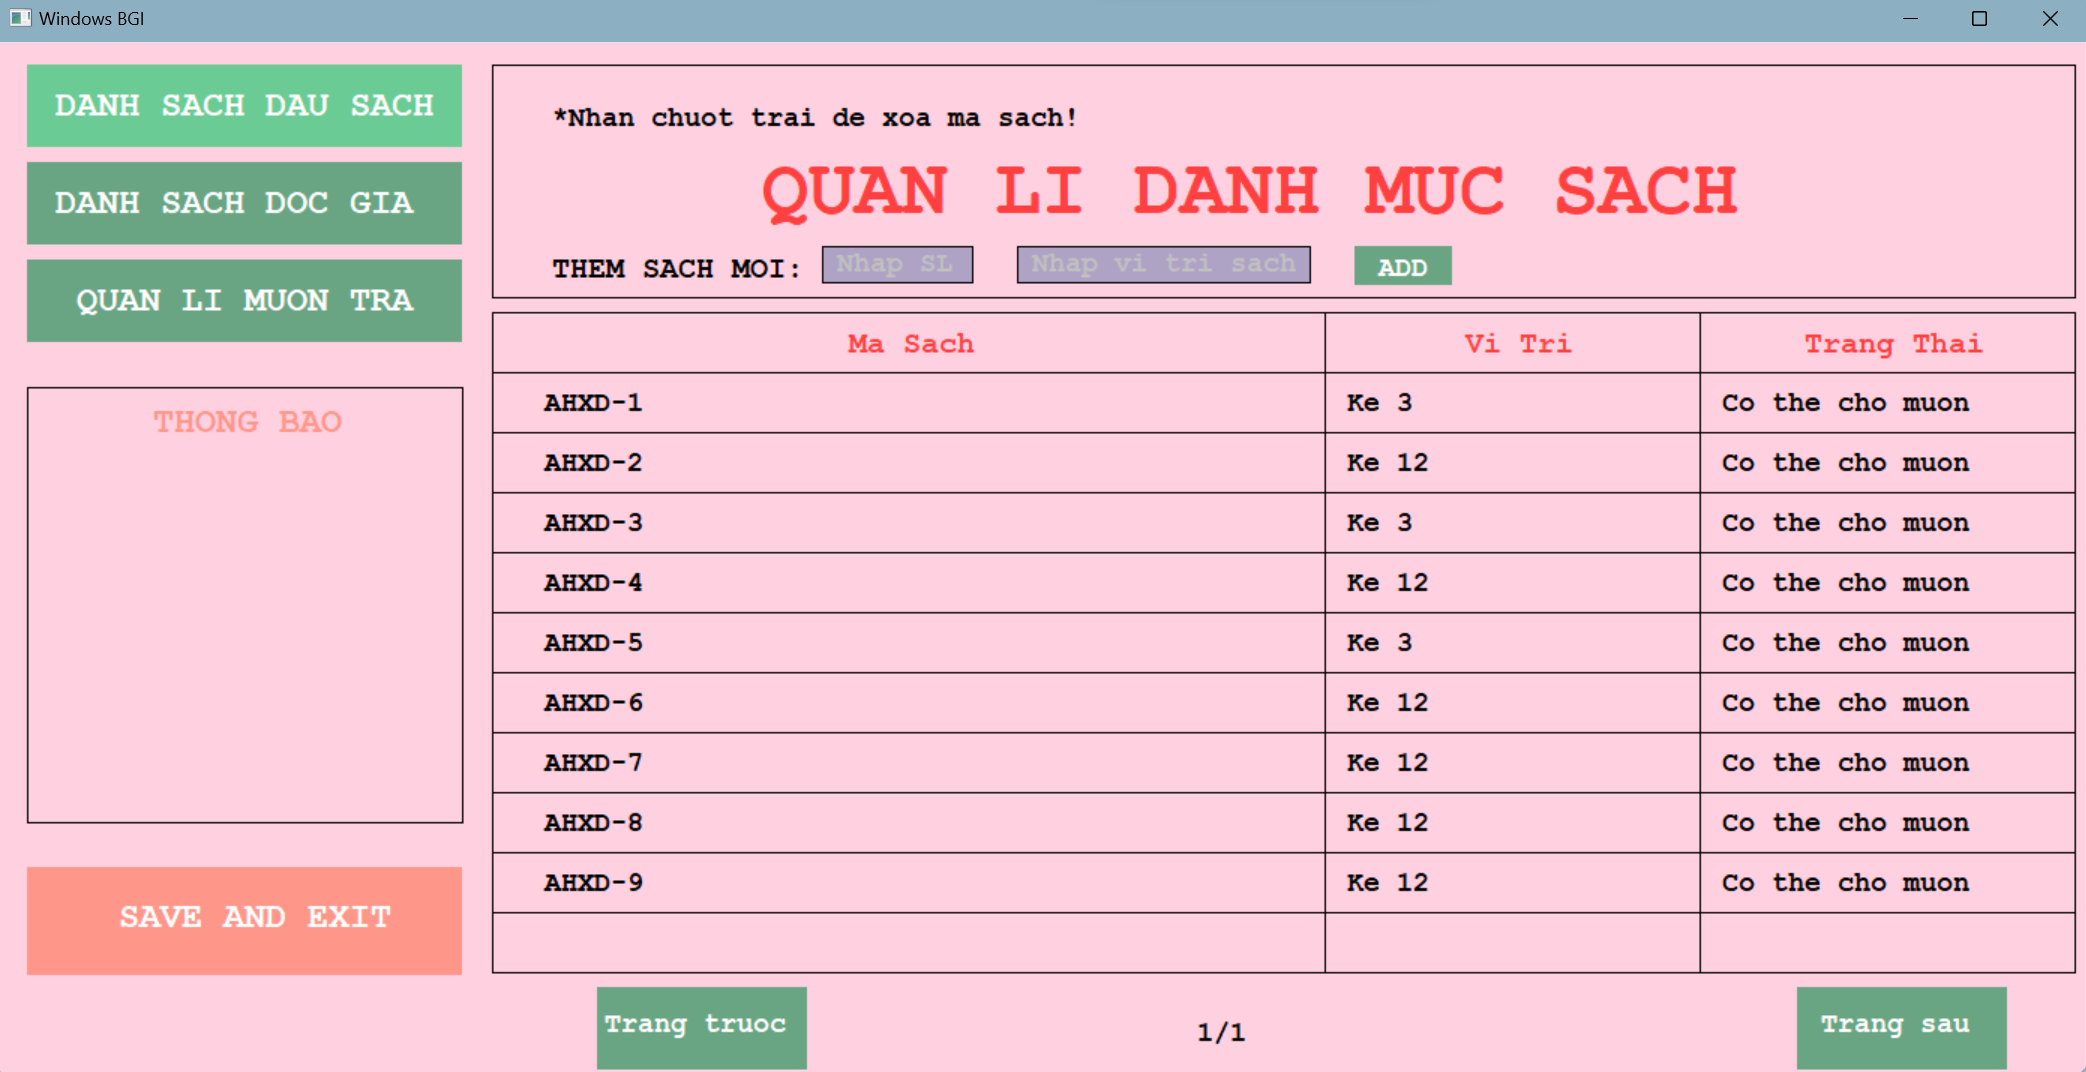 Windows BGI
DANH SACH DAU SACH
DANH SACH DOC GIA
QUAN LI MUON TRA
THONG BAO
SAVE AND EXIT
*Nhan chuot trai de xoa ma sach!
QUAN LI DANH MUC SACH
THEM SACH MOI: Nhap SL Nhap vi tri sach ADD
Ma Sach Vi Tri Trang Thai
AHXD-1 Ke 3 Co the cho muon
AHXD-2 Ke 12 Co the cho muon
AHXD-3 Ke 3 Co the cho muon
AHXD-4 Ke 12 Co the cho muon
AHXD-5 Ke 3 Co the cho muon
AHXD-6 Ke 12 Co the cho muon
AHXD-7 Ke 12 Co the cho muon
AHXD-8 Ke 12 Co the cho muon
AHXD-9 Ke 12 Co the cho muon
Trang truoc 1/1 Trang sau